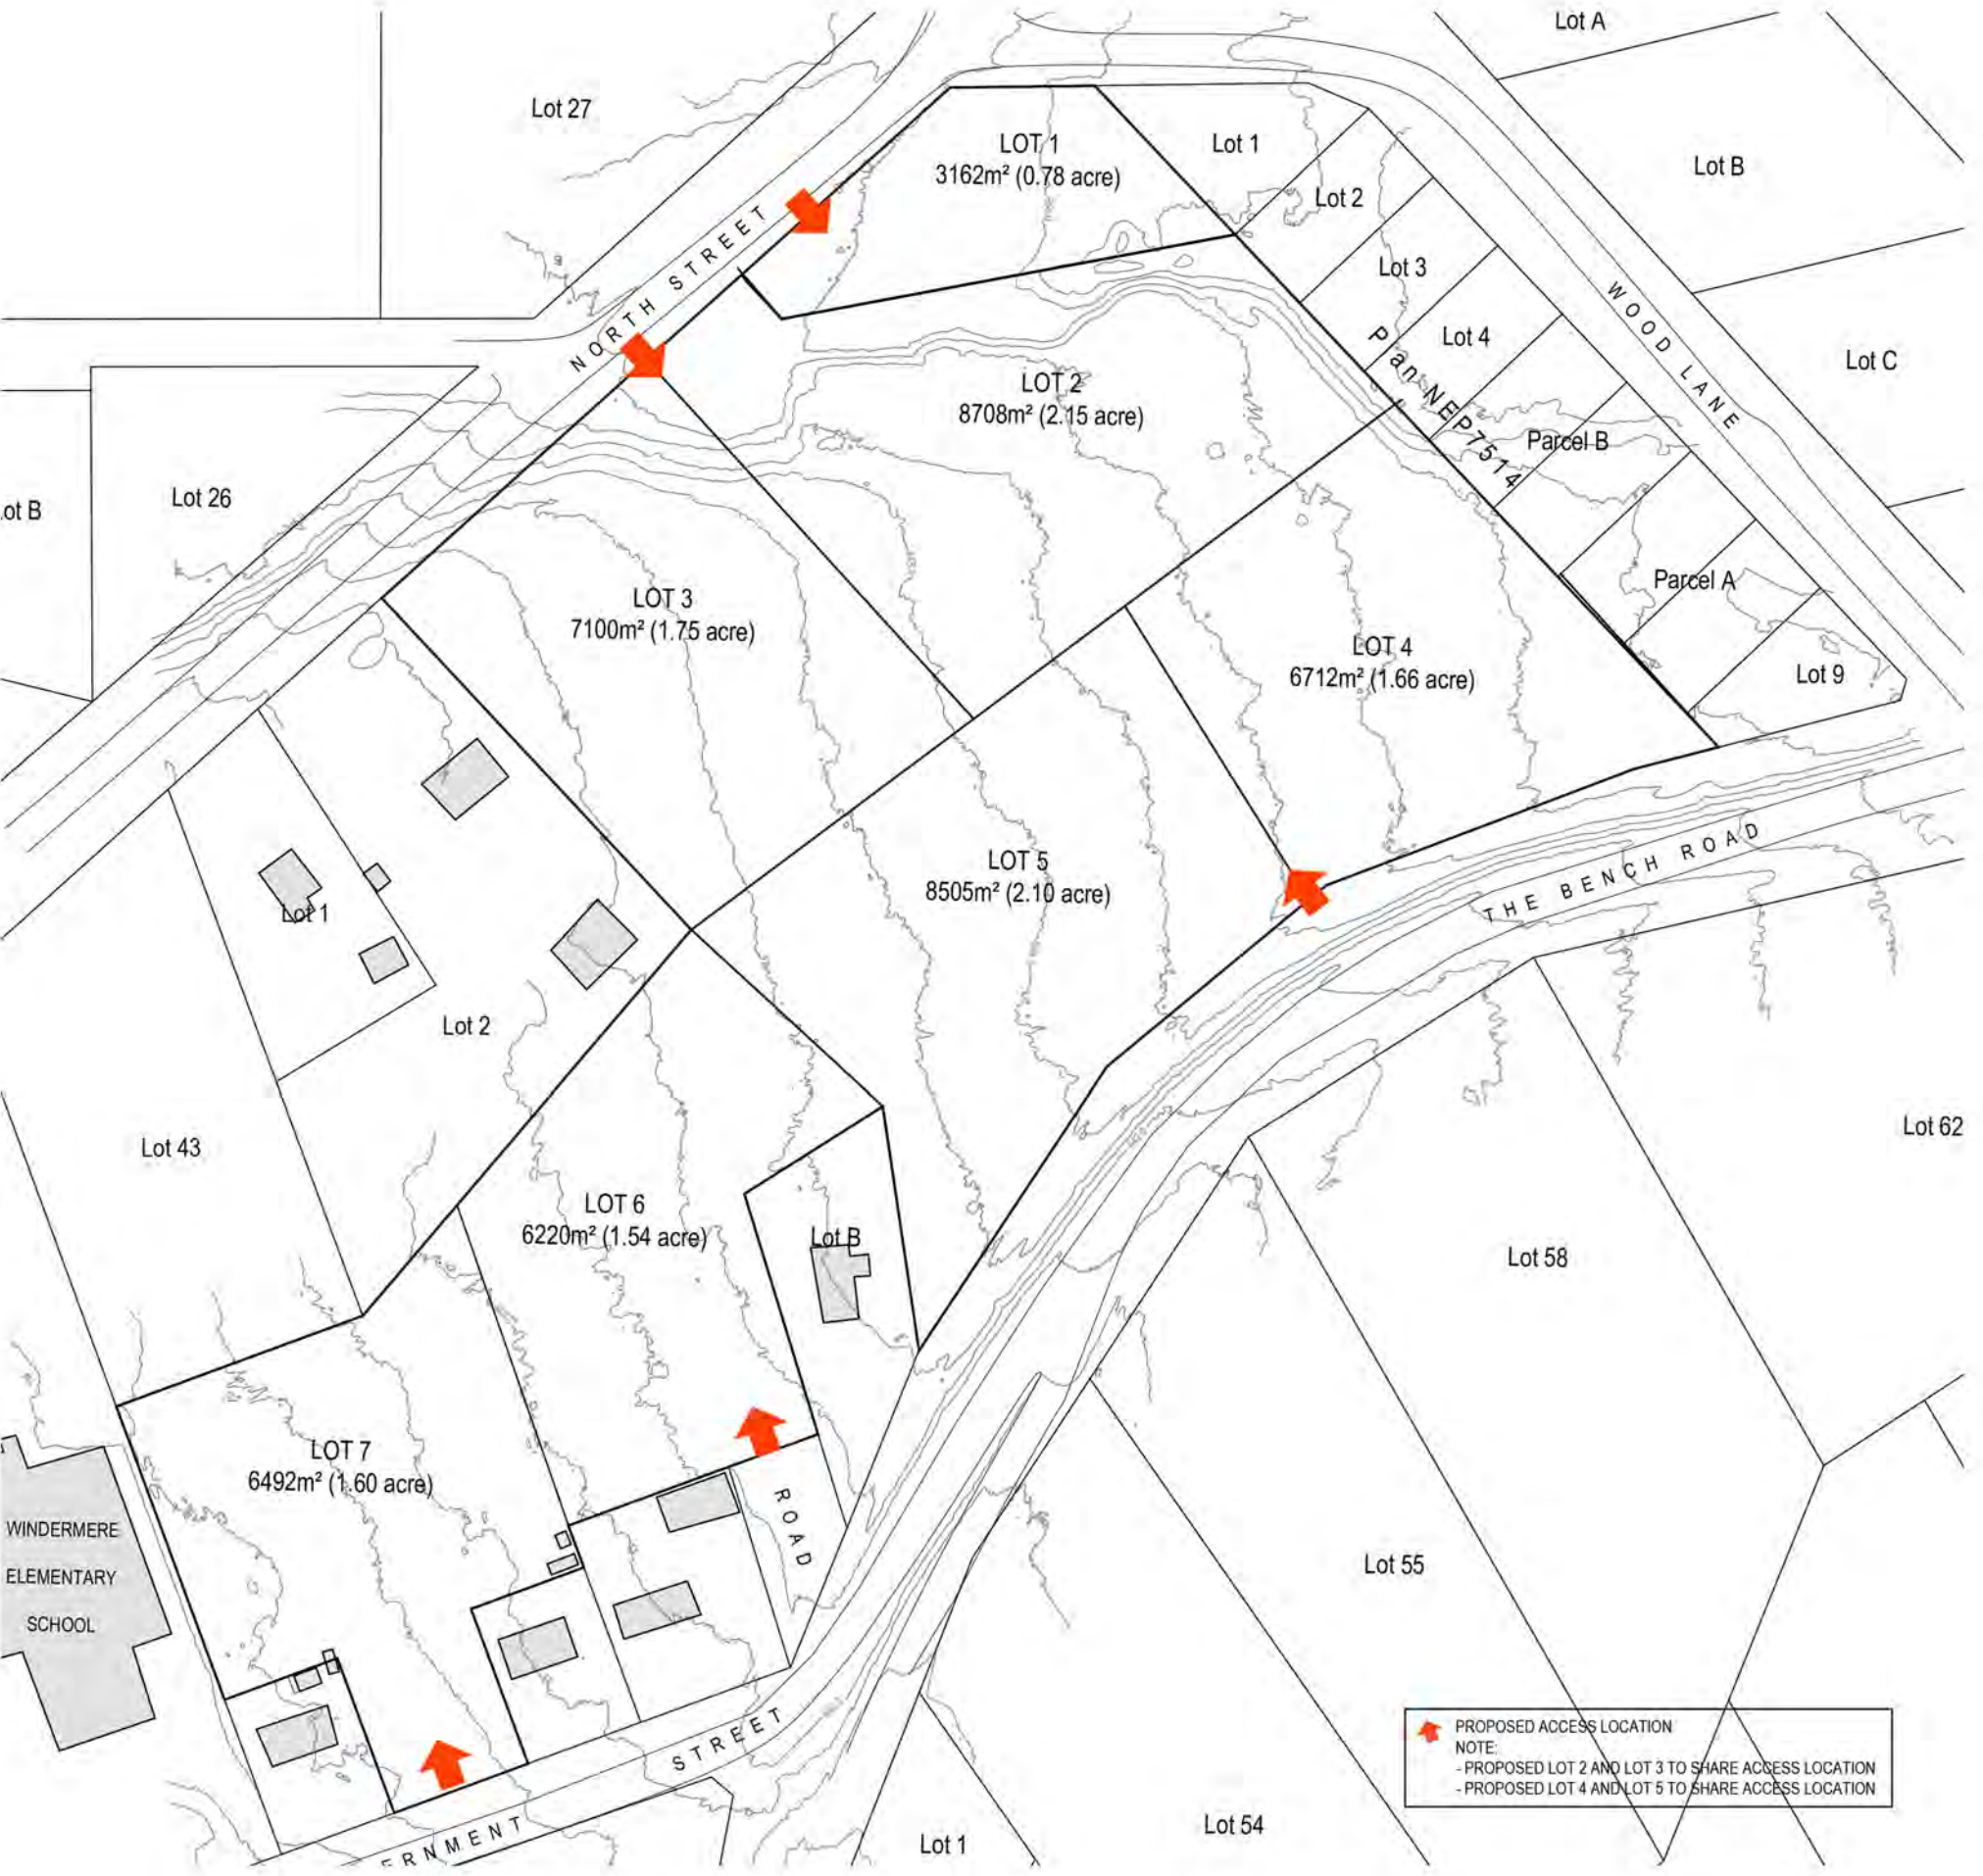 Lot A
Lot 27
LOT 1
3162m² (0.78 acre)
Lot 1
Lot B
Lot 2
NORTH STREET
Lot 3
WOOD LANE
Lot 4
Lot C
Plan NEP7514
LOT 2
8708m² (2.15 acre)
Parcel B
Lot 26
ot B
LOT 3
7100m² (1.75 acre)
Parcel A
LOT 4
6712m² (1.66 acre)
Lot 9
THE BENCH ROAD
LOT 5
8505m² (2.10 acre)
Lot 1
Lot 2
Lot 43
Lot 62
LOT 6
6220m² (1.54 acre)
Lot B
Lot 58
LOT 7
6492m² (1.60 acre)
ROAD
WINDERMERE
ELEMENTARY
SCHOOL
Lot 55
ERNMENT STREET
PROPOSED ACCESS LOCATION
NOTE:
- PROPOSED LOT 2 AND LOT 3 TO SHARE ACCESS LOCATION
- PROPOSED LOT 4 AND LOT 5 TO SHARE ACCESS LOCATION
Lot 1
Lot 54